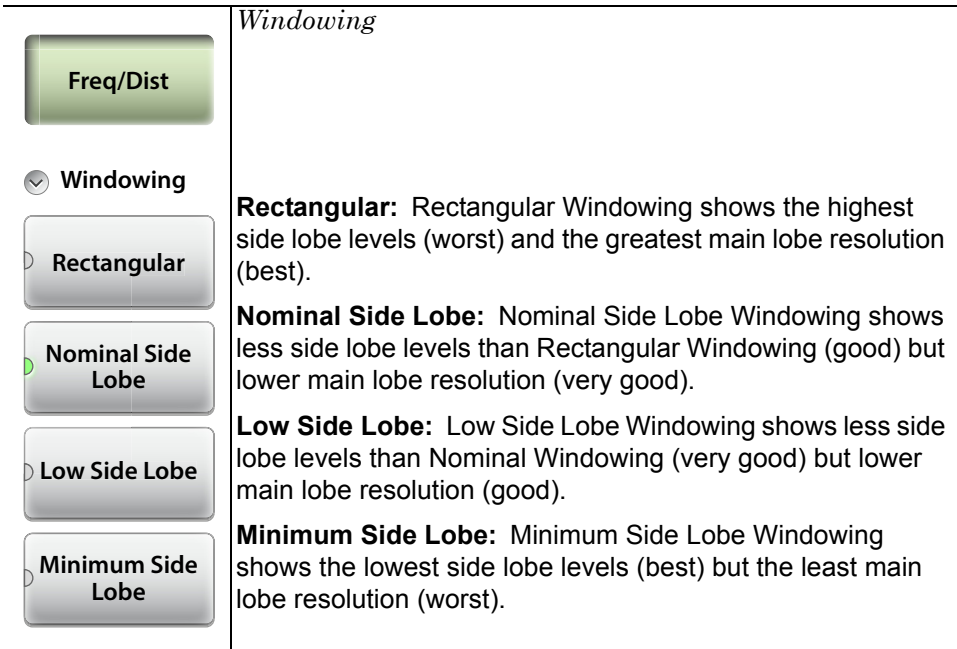 Windowing
Freq/Dist
Windowing
Rectangular
Nominal Side
Lobe
Low Side Lobe
Minimum Side
Lobe
Rectangular: Rectangular Windowing shows the highest
side lobe levels (worst) and the greatest main lobe resolution
(best).
Nominal Side Lobe: Nominal Side Lobe Windowing shows
less side lobe levels than Rectangular Windowing (good) but
lower main lobe resolution (very good).
Low Side Lobe: Low Side Lobe Windowing shows less side
lobe levels than Nominal Windowing (very good) but lower
main lobe resolution (good).
Minimum Side Lobe: Minimum Side Lobe Windowing
shows the lowest side lobe levels (best) but the least main
lobe resolution (worst).